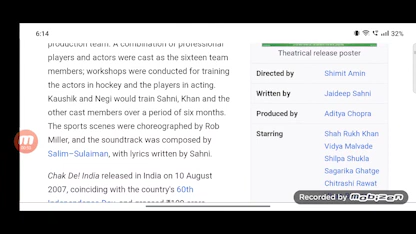 6:14
32%
production team. A combination of professional
players and actors were cast as the sixteen team
members; workshops were conducted for training
the actors in hockey and the players in acting.
Kaushik and Negi would train Sahni, Khan and the
other cast members over a period of six months.
The sports scenes were choreographed by Rob
Miller, and the soundtrack was composed by
Salim–Sulaiman, with lyrics written by Sahni.
Chak De! India released in India on 10 August
2007, coinciding with the country's 60th
Theatrical release poster
Directed by Shimit Amin
Written by Jaideep Sahni
Produced by Aditya Chopra
Starring Shah Rukh Khan
Vidya Malvade
Shilpa Shukla
Sagarika Ghatge
Chitrashi Rawat
Recorded by Mobizen